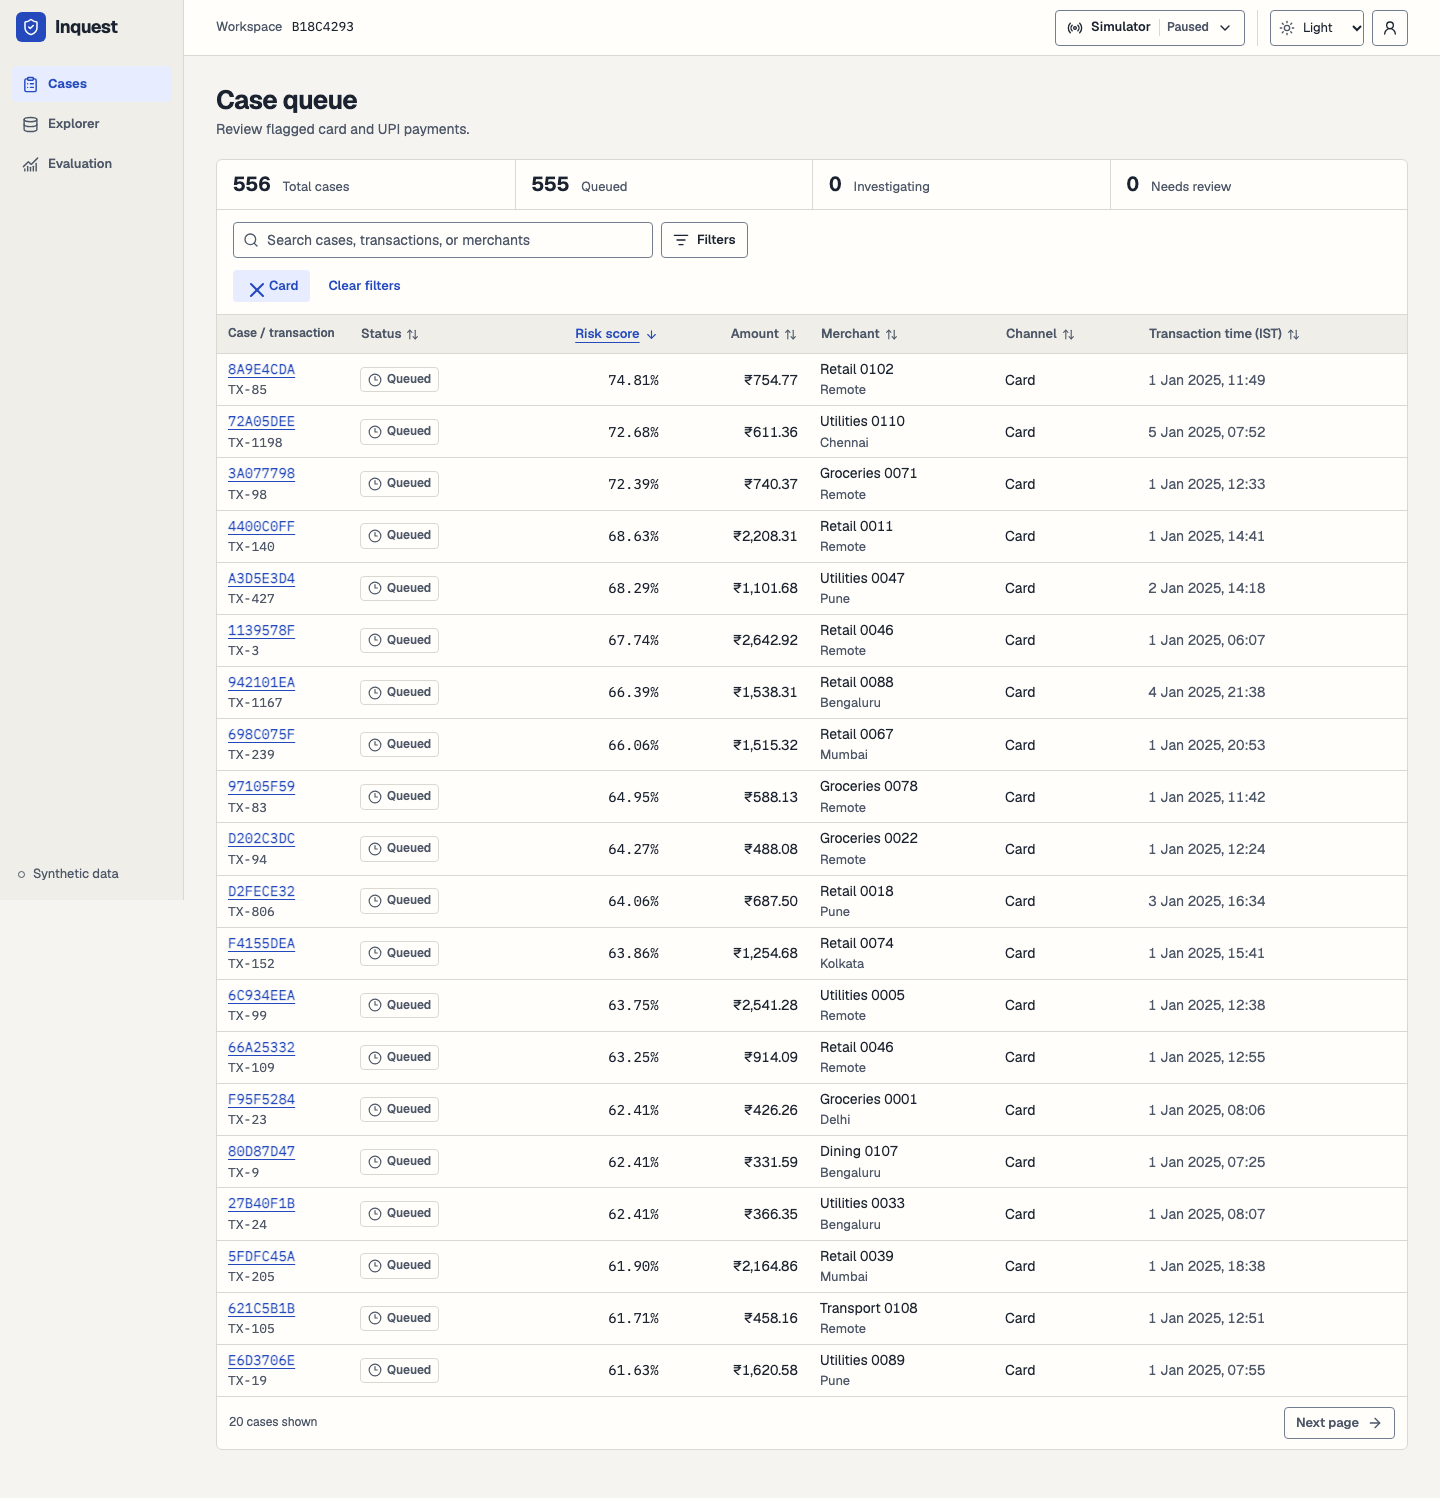 Inquest
Workspace B18C4293
Simulator Paused
Light
Cases
Explorer
Evaluation
Synthetic data
Case queue
Review flagged card and UPI payments.
556 Total cases 555 Queued 0 Investigating 0 Needs review
Search cases, transactions, or merchants Filters
Card Clear filters
Case / transaction Status Risk score Amount Merchant Channel Transaction time (IST)
8A9E4CDA Queued 74.81% ₹754.77 Retail 0102 Card 1 Jan 2025, 11:49
TX-85 Remote
72A05DEE Queued 72.68% ₹611.36 Utilities 0110 Card 5 Jan 2025, 07:52
TX-1198 Chennai
3A077798 Queued 72.39% ₹740.37 Groceries 0071 Card 1 Jan 2025, 12:33
TX-98 Remote
4400C0FF Queued 68.63% ₹2,208.31 Retail 0011 Card 1 Jan 2025, 14:41
TX-140 Remote
A3D5E3D4 Queued 68.29% ₹1,101.68 Utilities 0047 Card 2 Jan 2025, 14:18
TX-427 Pune
1139578F Queued 67.74% ₹2,642.92 Retail 0046 Card 1 Jan 2025, 06:07
TX-3 Remote
942101EA Queued 66.39% ₹1,538.31 Retail 0088 Card 4 Jan 2025, 21:38
TX-1167 Bengaluru
698C075F Queued 66.06% ₹1,515.32 Retail 0067 Card 1 Jan 2025, 20:53
TX-239 Mumbai
97105F59 Queued 64.95% ₹588.13 Groceries 0078 Card 1 Jan 2025, 11:42
TX-83 Remote
D202C3DC Queued 64.27% ₹488.08 Groceries 0022 Card 1 Jan 2025, 12:24
TX-94 Remote
D2FECE32 Queued 64.06% ₹687.50 Retail 0018 Card 3 Jan 2025, 16:34
TX-806 Pune
F4155DEA Queued 63.86% ₹1,254.68 Retail 0074 Card 1 Jan 2025, 15:41
TX-152 Kolkata
6C934EEA Queued 63.75% ₹2,541.28 Utilities 0005 Card 1 Jan 2025, 12:38
TX-99 Remote
66A25332 Queued 63.25% ₹914.09 Retail 0046 Card 1 Jan 2025, 12:55
TX-109 Remote
F95F5284 Queued 62.41% ₹426.26 Groceries 0001 Card 1 Jan 2025, 08:06
TX-23 Delhi
80D87D47 Queued 62.41% ₹331.59 Dining 0107 Card 1 Jan 2025, 07:25
TX-9 Bengaluru
27B40F1B Queued 62.41% ₹366.35 Utilities 0033 Card 1 Jan 2025, 08:07
TX-24 Bengaluru
5FDFC45A Queued 61.90% ₹2,164.86 Retail 0039 Card 1 Jan 2025, 18:38
TX-205 Mumbai
621C5B1B Queued 61.71% ₹458.16 Transport 0108 Card 1 Jan 2025, 12:51
TX-105 Remote
E6D3706E Queued 61.63% ₹1,620.58 Utilities 0089 Card 1 Jan 2025, 07:55
TX-19 Pune
20 cases shown Next page